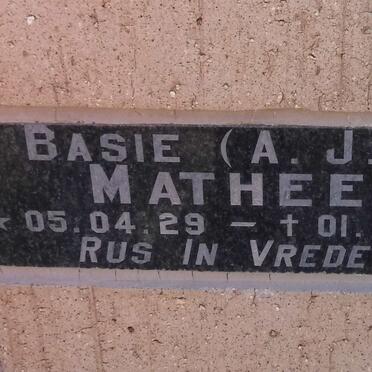 BASIE (A. J.
MATHEE
* 05.04.29 – † 01.
RUS IN VREDE